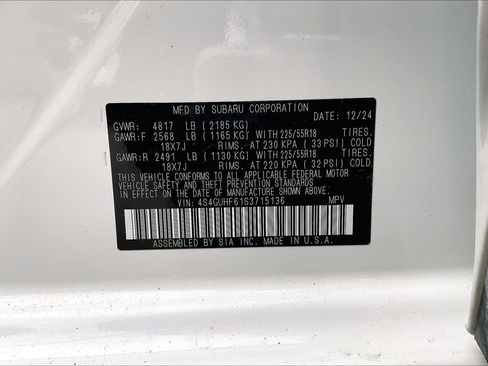 MFD BY SUBARU CORPORATION
DATE: 12/24
GVWR: 4817 LB (2185 KG)
GAWR:F 2568 LB (1165 KG) WITH 225/55R18 TIRES.
18X7J RIMS. AT 230 KPA (33 PSI) COLD
GAWR:R 2491 LB (1130 KG) WITH 225/55R18 TIRES.
18X7J RIMS. AT 220 KPA (32 PSI) COLD
THIS VEHICLE CONFORMS TO ALL APPLICABLE FEDERAL MOTOR
VEHICLE SAFETY, BUMPER, AND THEFT PREVENTION STANDARDS
IN EFFECT ON THE DATE OF MANUFACTURE SHOWN ABOVE.
VIN: 4S4GUHF61S3715136 MPV
ASSEMBLED BY SIA INC. MADE IN U.S.A.